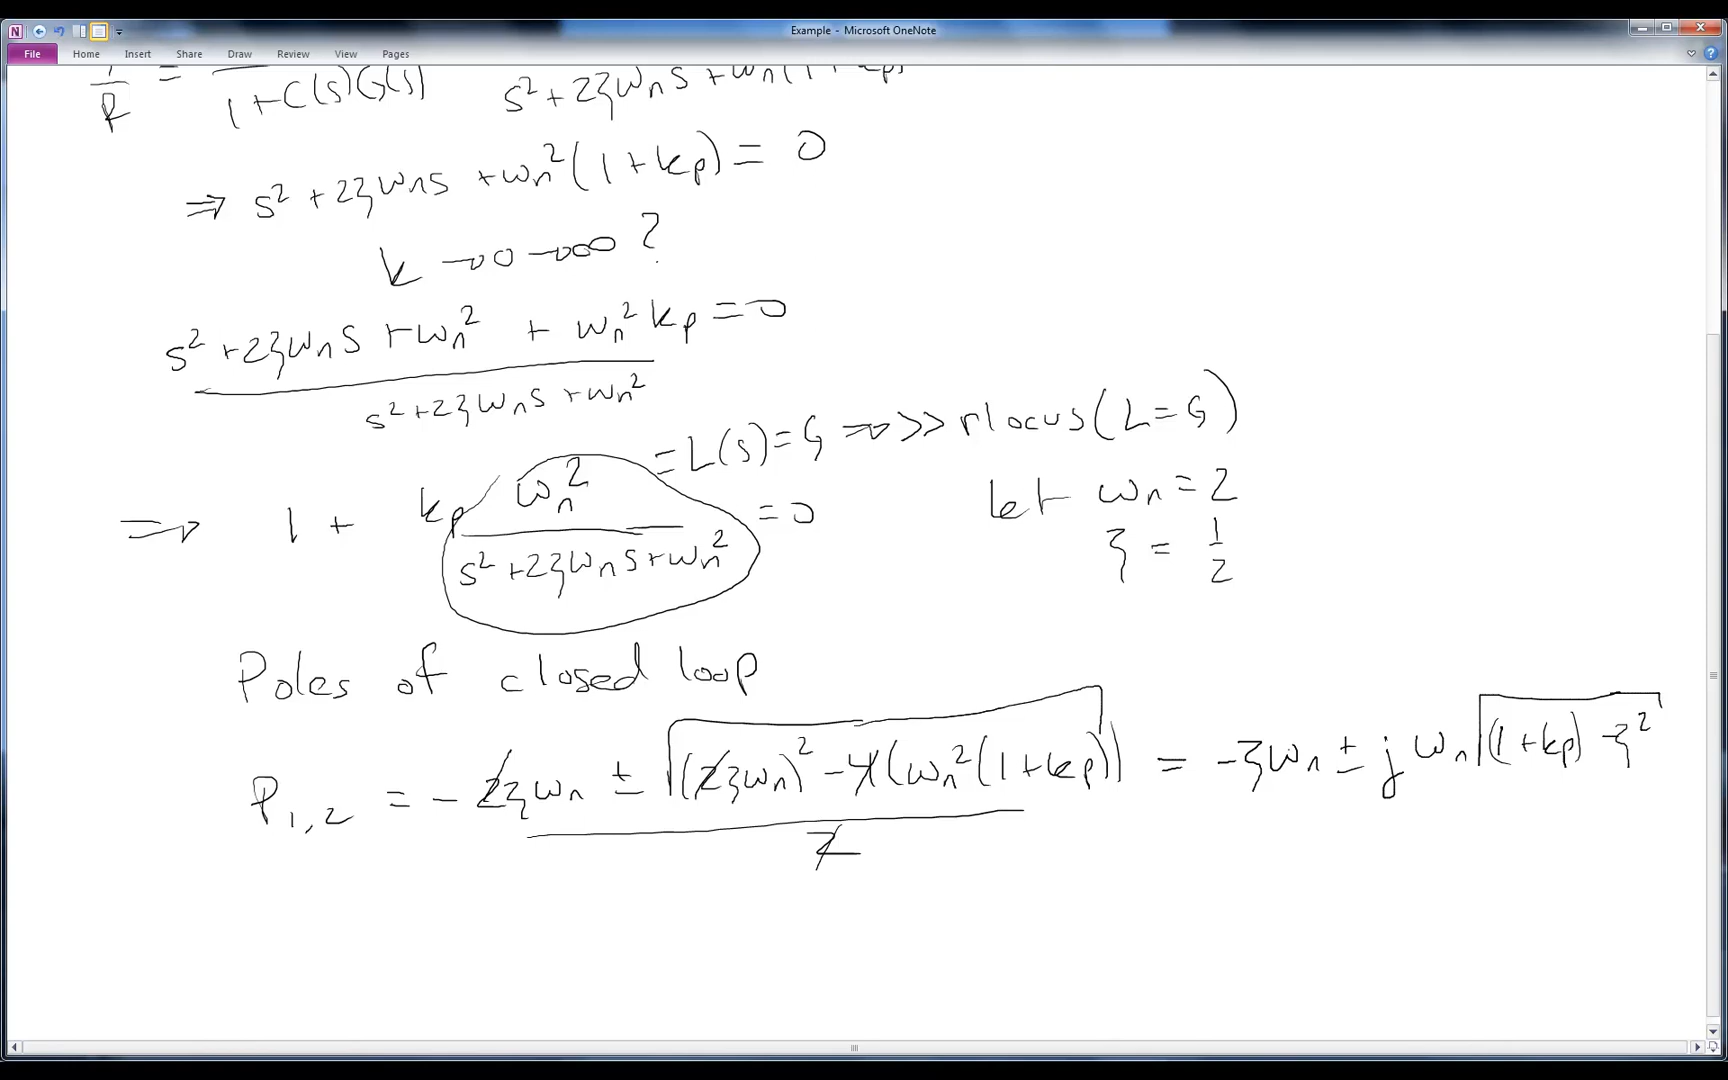 Example - Microsoft OneNote
File Home Insert Share Draw Review View Pages
R = 1+C(s)G(s) s²+2ζωₙs+ωₙ(1+kp)
⇒ s²+2ζωₙs+ωₙ²(1+kp)=0
k→0→∞?
s²+2ζωₙs+ωₙ² + ωₙ²kp=0
s²+2ζωₙs+ωₙ²
=L(s)=G → >> rlocus(L=G)
⇒ 1 + kp ωₙ² / s²+2ζωₙs+ωₙ² =0
let ωₙ=2
ζ = 1/2
Poles of closed loop
P₁,₂ = -2ζωₙ ± √((2ζωₙ)²-4(ωₙ²(1+kp))) / 2 = -ζωₙ ± jωₙ√((1+kp)-ζ²)